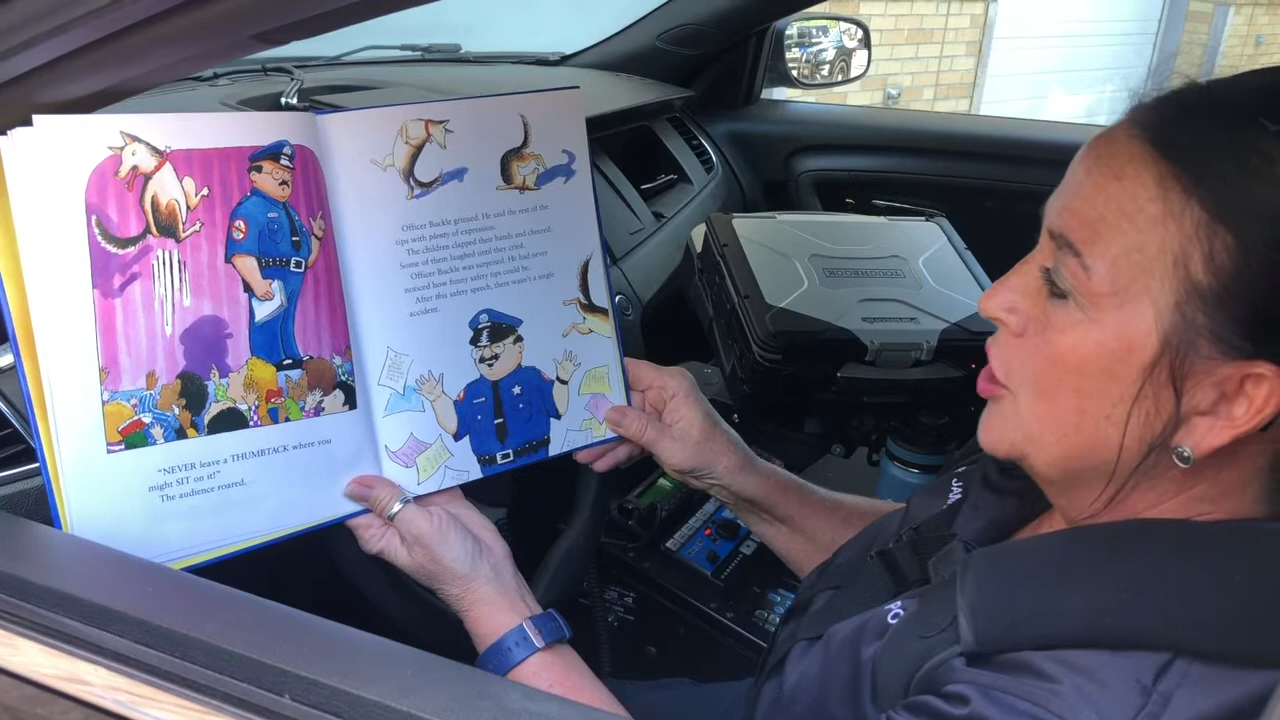 "NEVER leave a THUMBTACK where you
might SIT on it!"
The audience roared.
Officer Buckle grinned. He said the rest of the
tips with plenty of expression.
The children clapped their hands and cheered.
Some of them laughed until they cried.
Officer Buckle was surprised. He had never
noticed how funny safety tips could be.
After this safety speech, there wasn't a single
accident.
TOUGHBOOK
Panasonic
JAN
PO